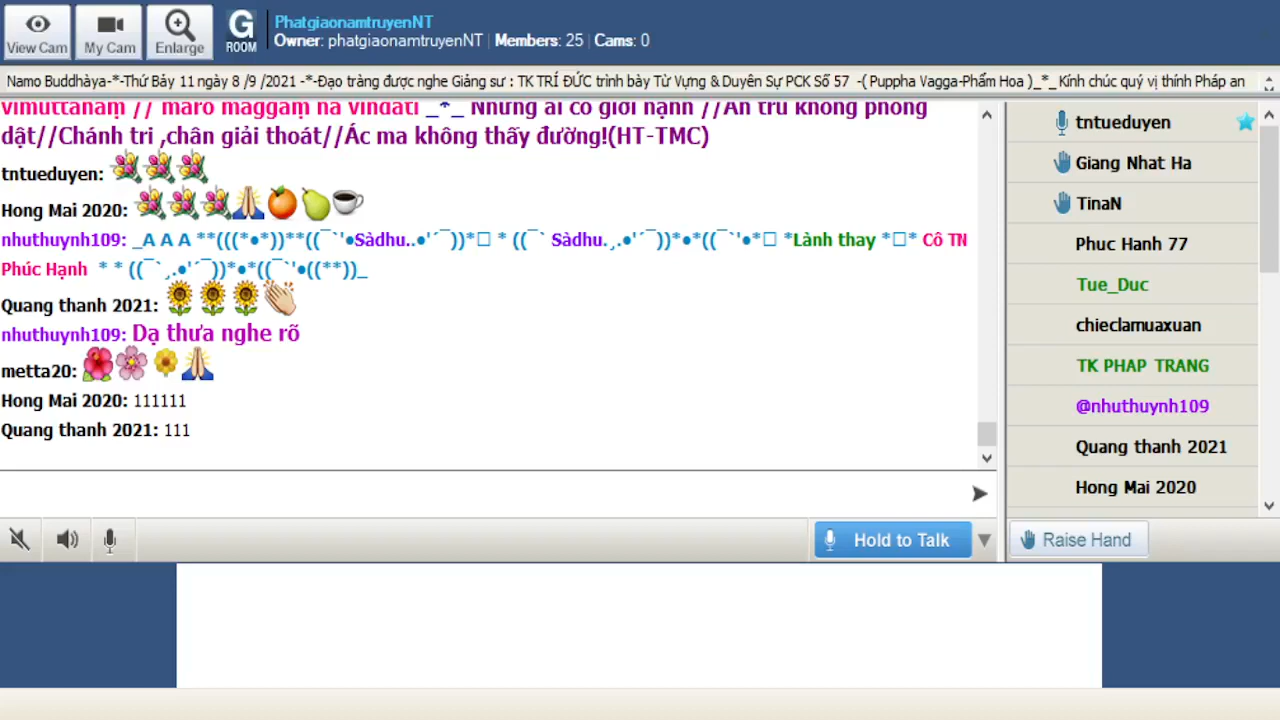 View Cam
My Cam
Enlarge
G
ROOM
PhatgiaonamtruyenNT
Owner: phatgiaonamtruyenNT | Members: 25 | Cams: 0
Namo Buddhàya-*-Thứ Bảy 11 ngày 8 /9 /2021 -*-Đạo tràng được nghe Giảng sư : TK TRÍ ĐỨC trình bày Từ Vựng & Duyên Sự PCK Số 57 -( Puppha Vagga-Phẩm Hoa )_*_ Kính chúc quý vị thính Pháp an
vimuttānaṃ // māro maggaṃ na vindati _*_ Những ai có giới hạnh //An trú không phóng
dật//Chánh tri ,chân giải thoát//Ác ma không thấy đường!(HT-TMC)
tntueduyen:
Hong Mai 2020:
nhuthuynh109: _A A A **(((*•*))**((¯`'•Sàdhu..•'´¯))*□ * ((¯` Sàdhu.¸.•'´¯))*•*((¯`'•*□ *Lành thay *□* Cô TN
Phúc Hạnh * * ((¯`¸.•'´¯))*•*((¯`'•((**))_
Quang thanh 2021:
nhuthuynh109: Dạ thưa nghe rõ
metta20:
Hong Mai 2020: 111111
Quang thanh 2021: 111
tntueduyen
Giang Nhat Ha
TinaN
Phuc Hanh 77
Tue_Duc
chieclamuaxuan
TK PHAP TRANG
@nhuthuynh109
Quang thanh 2021
Hong Mai 2020
Hold to Talk
Raise Hand